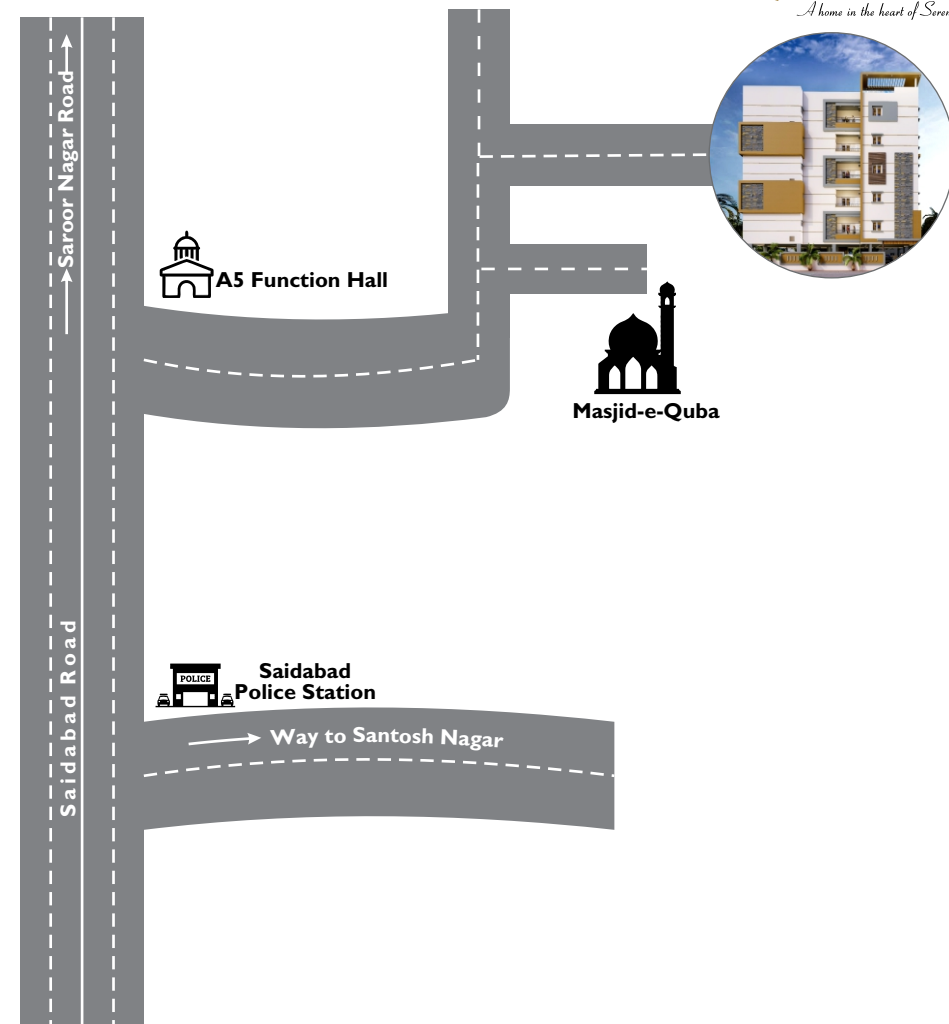 A home in the heart of
Saroor Nagar Road
A5 Function Hall
Masjid-e-Quba
Saidabad Road
Saidabad
Police Station
POLICE
Way to Santosh Nagar